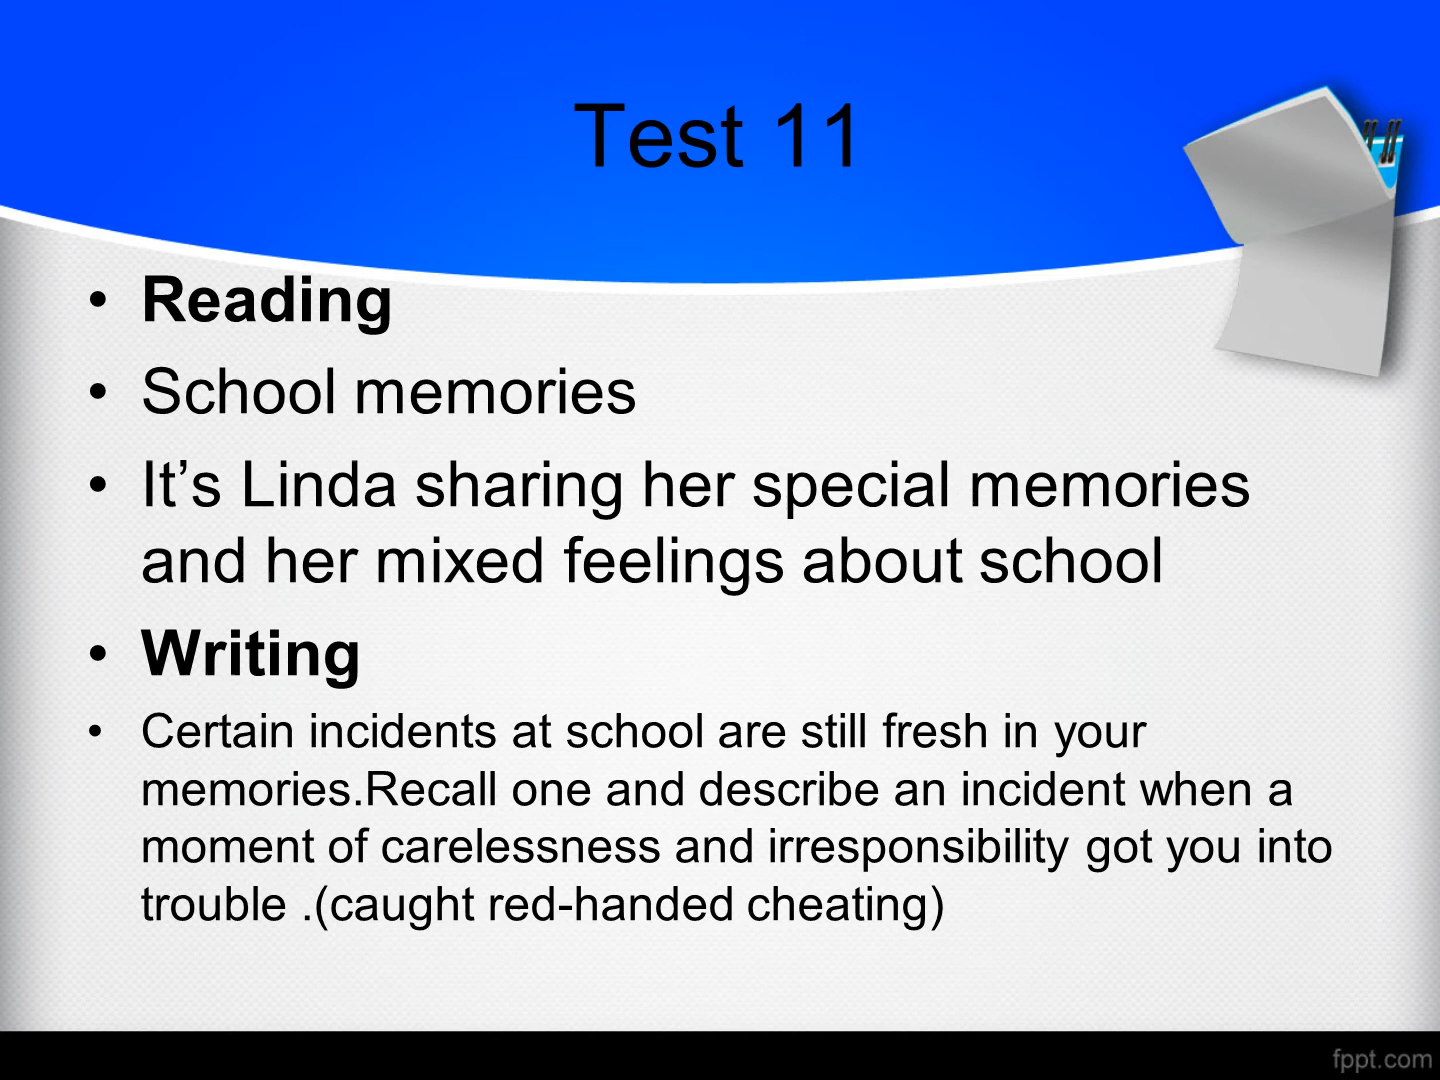 Test 11
• Reading
• School memories
• It’s Linda sharing her special memories
and her mixed feelings about school
• Writing
• Certain incidents at school are still fresh in your
memories.Recall one and describe an incident when a
moment of carelessness and irresponsibility got you into
trouble .(caught red-handed cheating)
fppt.com